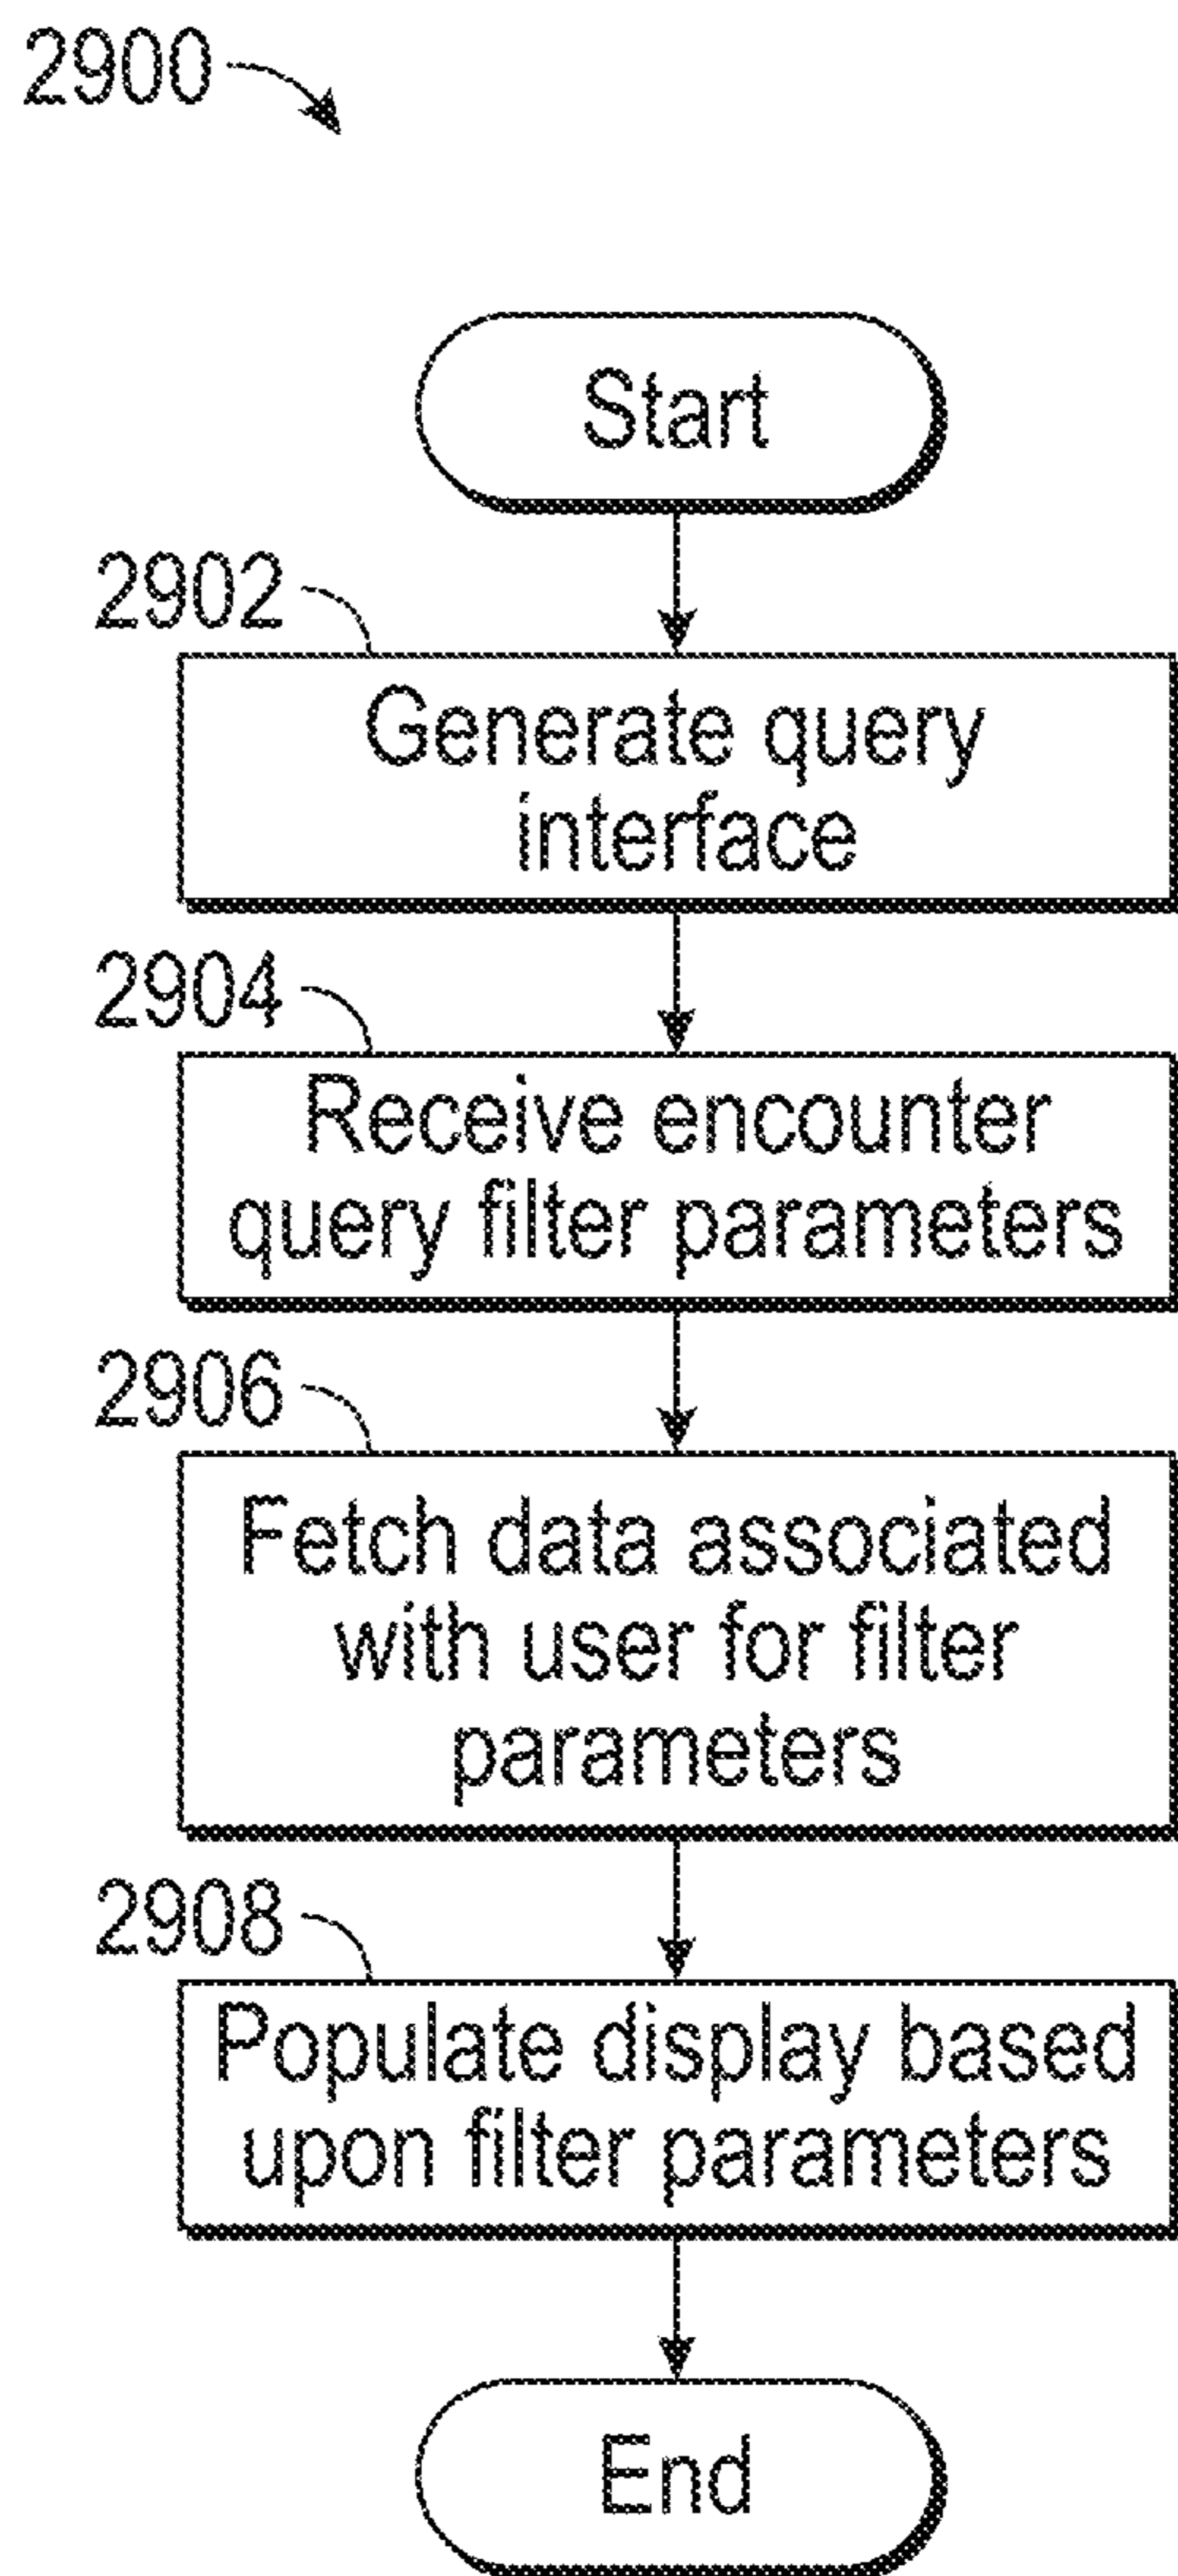 2900
Start
2902
Generate query
interface
2904
Receive encounter
query filter parameters
2906
Fetch data associated
with user for filter
parameters
2908
Populate display based
upon filter parameters
End